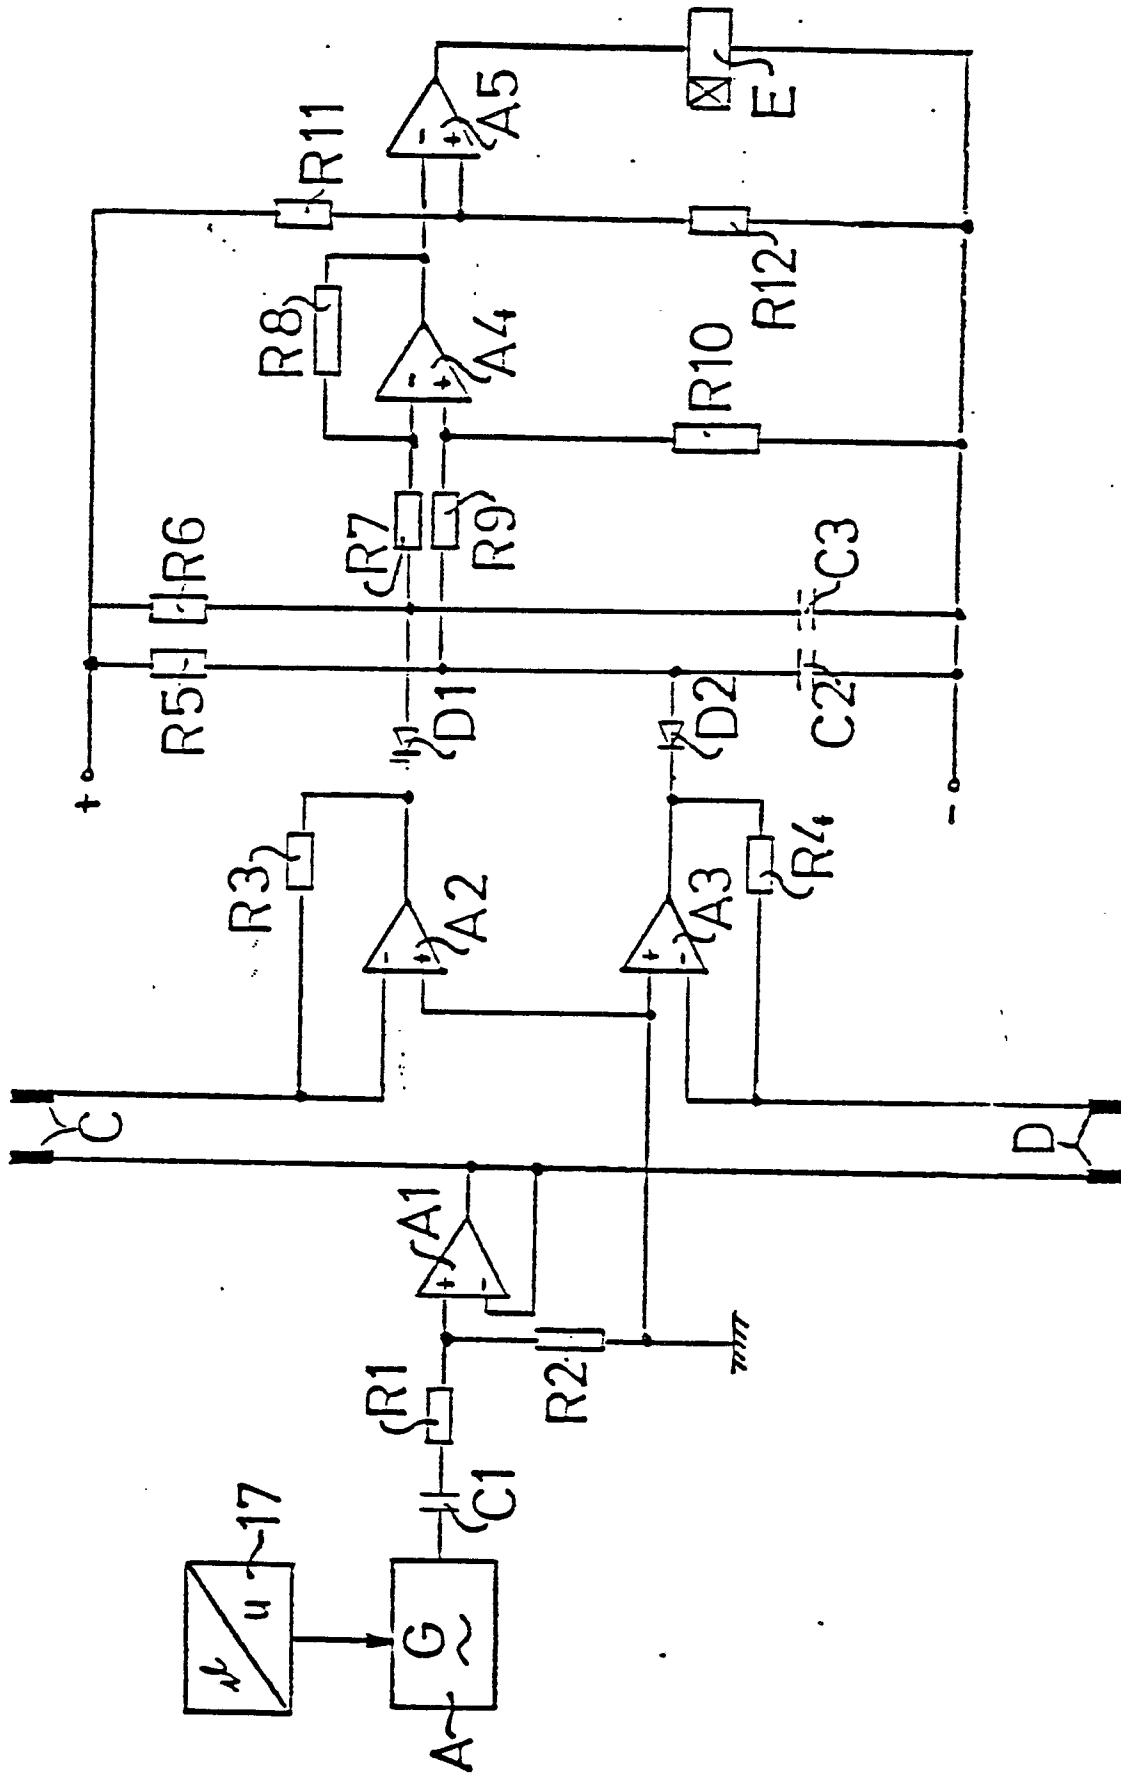 +
R11
A5
-
+
E
R8
-
+
A4
R12
R10
R6
R5
R7
R9
D1
D2
C3
C2
-
R3
-
+
A2
+
-
A3
R4
C
D
A1
+
-
R1
R2
C1
17
ϑ
u
G
~
A